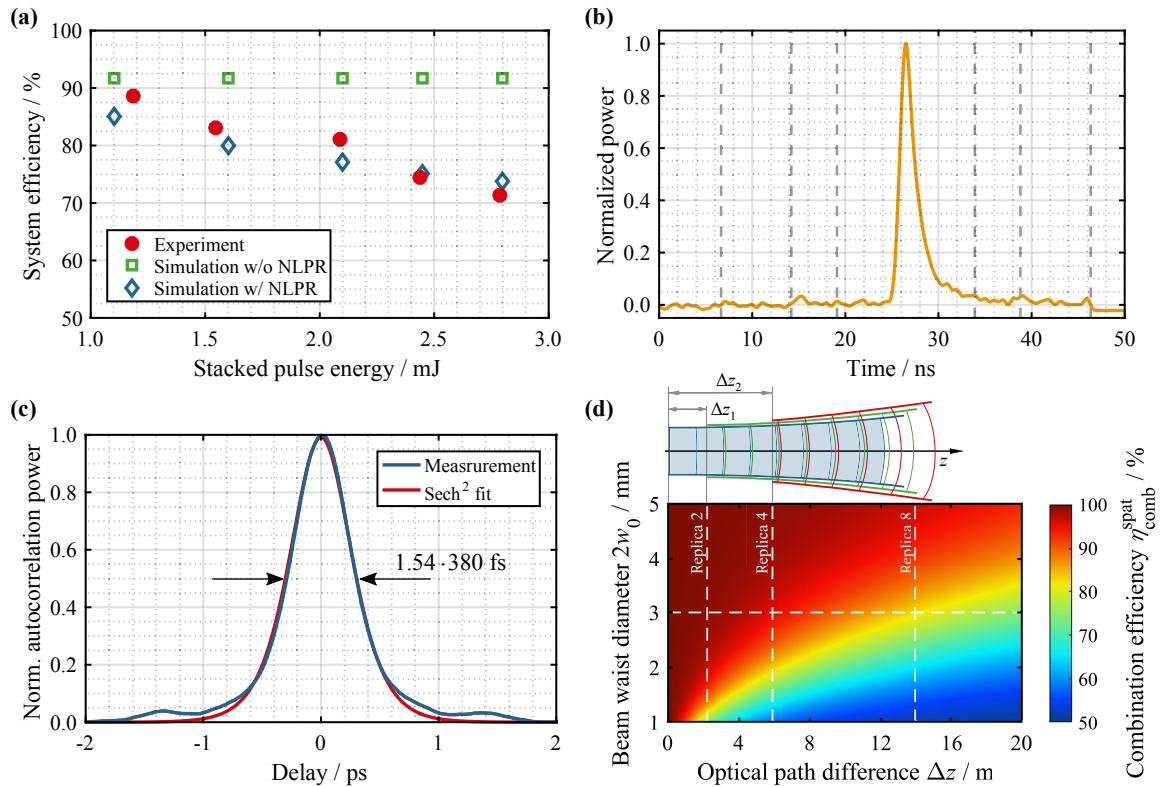 (a)
100
90
80
70
60
50
System efficiency / %
Experiment
Simulation w/o NLPR
Simulation w/ NLPR
1.0 1.5 2.0 2.5 3.0
Stacked pulse energy / mJ
(b)
1.0
0.8
0.6
0.4
0.2
0.0
Normalized power
0 10 20 30 40 50
Time / ns
(c)
1.0
0.8
0.6
0.4
0.2
0.0
Norm. autocorrelation power
Measrurement
Sech² fit
1.54·380 fs
-2 -1 0 1 2
Delay / ps
(d)
Δz₂
Δz₁
z
5
4
3
2
1
Beam waist diameter 2w₀ / mm
Replica 2
Replica 4
Replica 8
0 4 8 12 16 20
Optical path difference Δz / m
100
90
80
70
60
50
Combination efficiency η_comb^spat / %